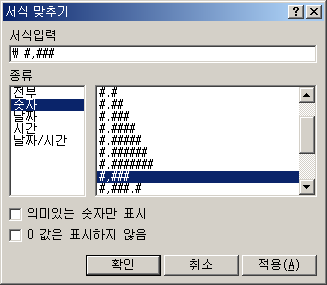 서식 맞추기
서식입력
₩ #,###
종류
전부
숫자
날짜
시간
날짜/시간
#.#
#.##
#.###
#.####
#.#####
#.######
#.#######
#,###
#,###.#
의미있는 숫자만 표시
0 값은 표시하지 않음
확인
취소
적용(A)